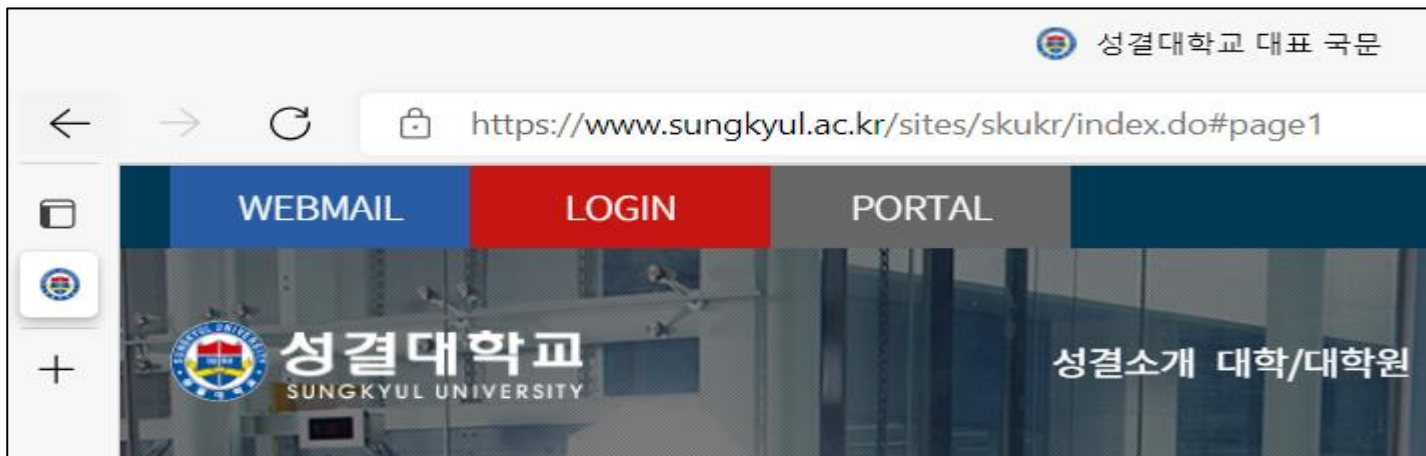 성결대학교 대표 국문
https://www.sungkyul.ac.kr/sites/skukr/index.do#page1
WEBMAIL LOGIN PORTAL
성결대학교
SUNGKYUL UNIVERSITY
성결소개 대학/대학원